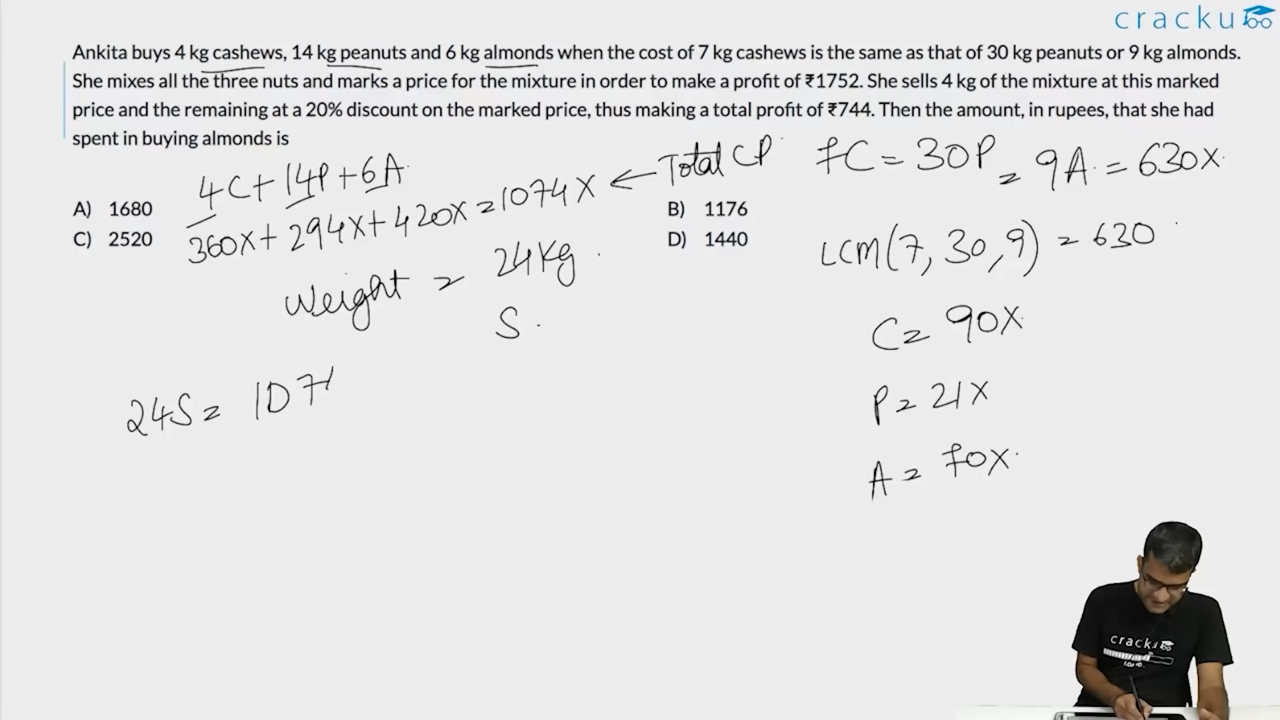 cracku
Ankita buys 4 kg cashews, 14 kg peanuts and 6 kg almonds when the cost of 7 kg cashews is the same as that of 30 kg peanuts or 9 kg almonds.
She mixes all the three nuts and marks a price for the mixture in order to make a profit of ₹1752. She sells 4 kg of the mixture at this marked
price and the remaining at a 20% discount on the marked price, thus making a total profit of ₹744. Then the amount, in rupees, that she had
spent in buying almonds is
A) 1680
B) 1176
C) 2520
D) 1440
4C+14P+6A
360X+294X+420X=1074X ← Total CP
Weight = 24Kg
S
24S= 107
7C=30P=9A=630X
LCM(7,30,9)=630
C=90X
P=21X
A=70X
cracku